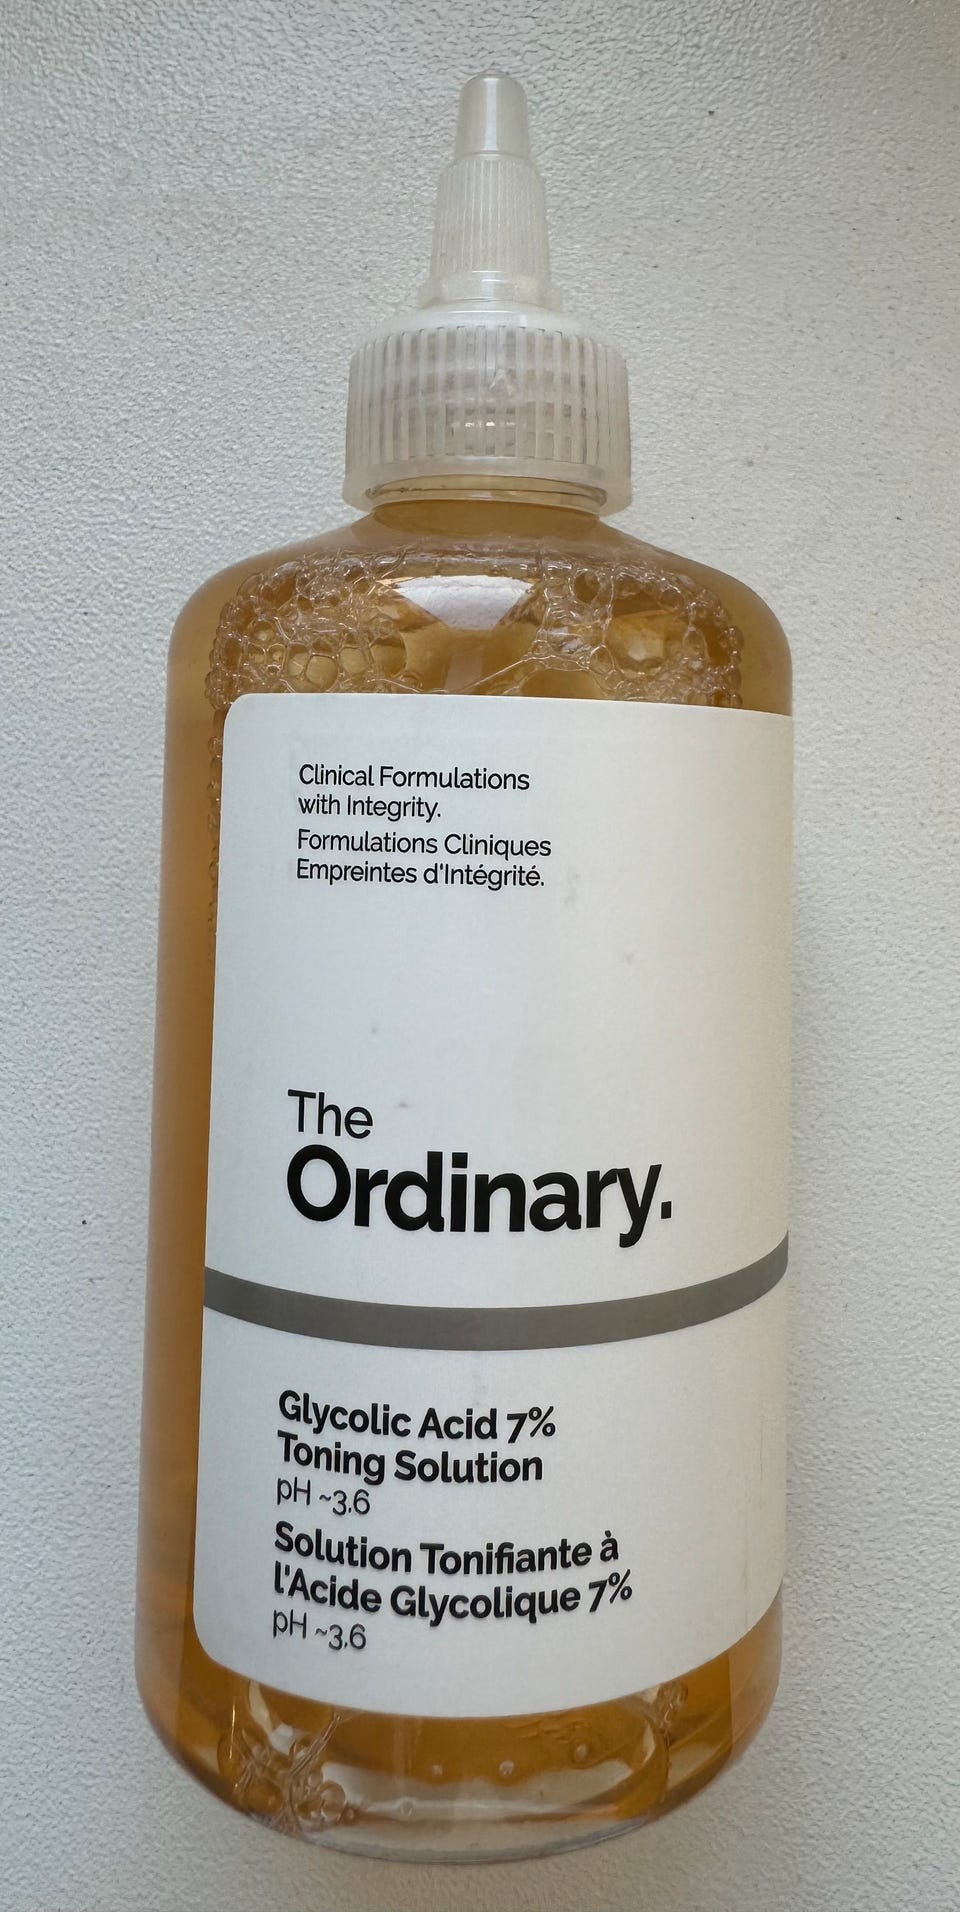 Clinical Formulations
with Integrity.
Formulations Cliniques
Empreintes d'Intégrité.
The
Ordinary.
Glycolic Acid 7%
Toning Solution
pH ~3.6
Solution Tonifiante à
l'Acide Glycolique 7%
pH ~3.6